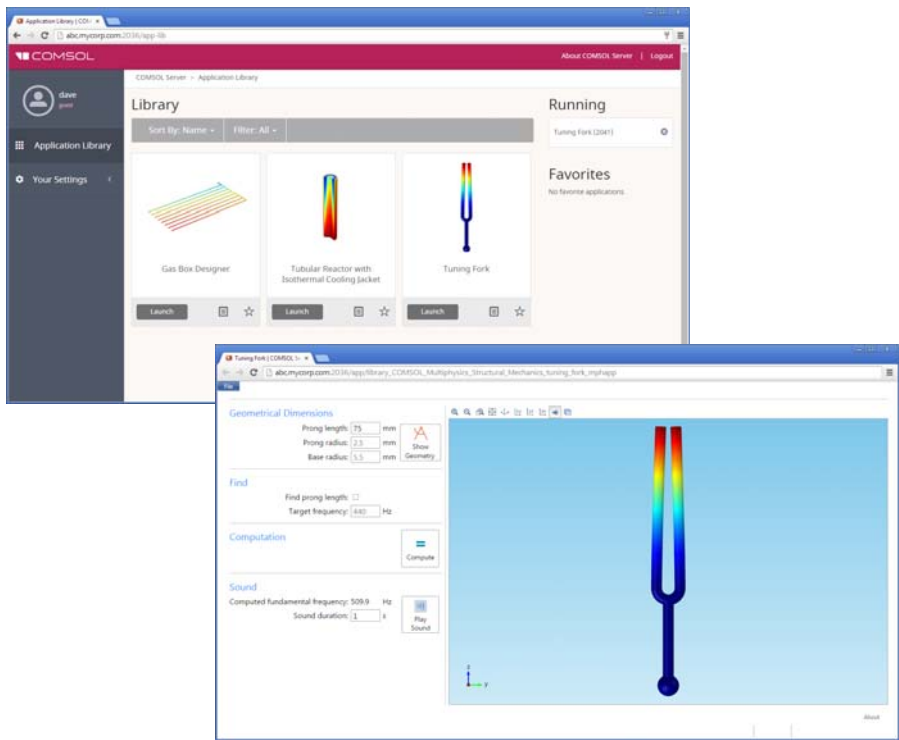 Application Library | COM
abc.mycorp.com:2036/app-lib
COMSOL
About COMSOL Server | Logout
dave
guest
Application Library
Your Settings
COMSOL Server > Application Library
Library
Sort By: Name
Filter: All
Gas Box Designer
Launch
Tubular Reactor with
Isothermal Cooling Jacket
Launch
Tuning Fork
Launch
Running
Tuning Fork (2041)
Favorites
No favorite applications.
Tuning Fork | COMSOL Se
abc.mycorp.com:2036/app/library_COMSOL_Multiphysics_Structural_Mechanics_tuning_fork_mphapp
File
Geometrical Dimensions
Prong length: 75 mm
Prong radius: 2.5 mm
Base radius: 5.5 mm
Show
Geometry
Find
Find prong length:
Target frequency: 440 Hz
Computation
Compute
Sound
Computed fundamental frequency: 509.9 Hz
Sound duration: 1 s
Play
Sound
z
y
About